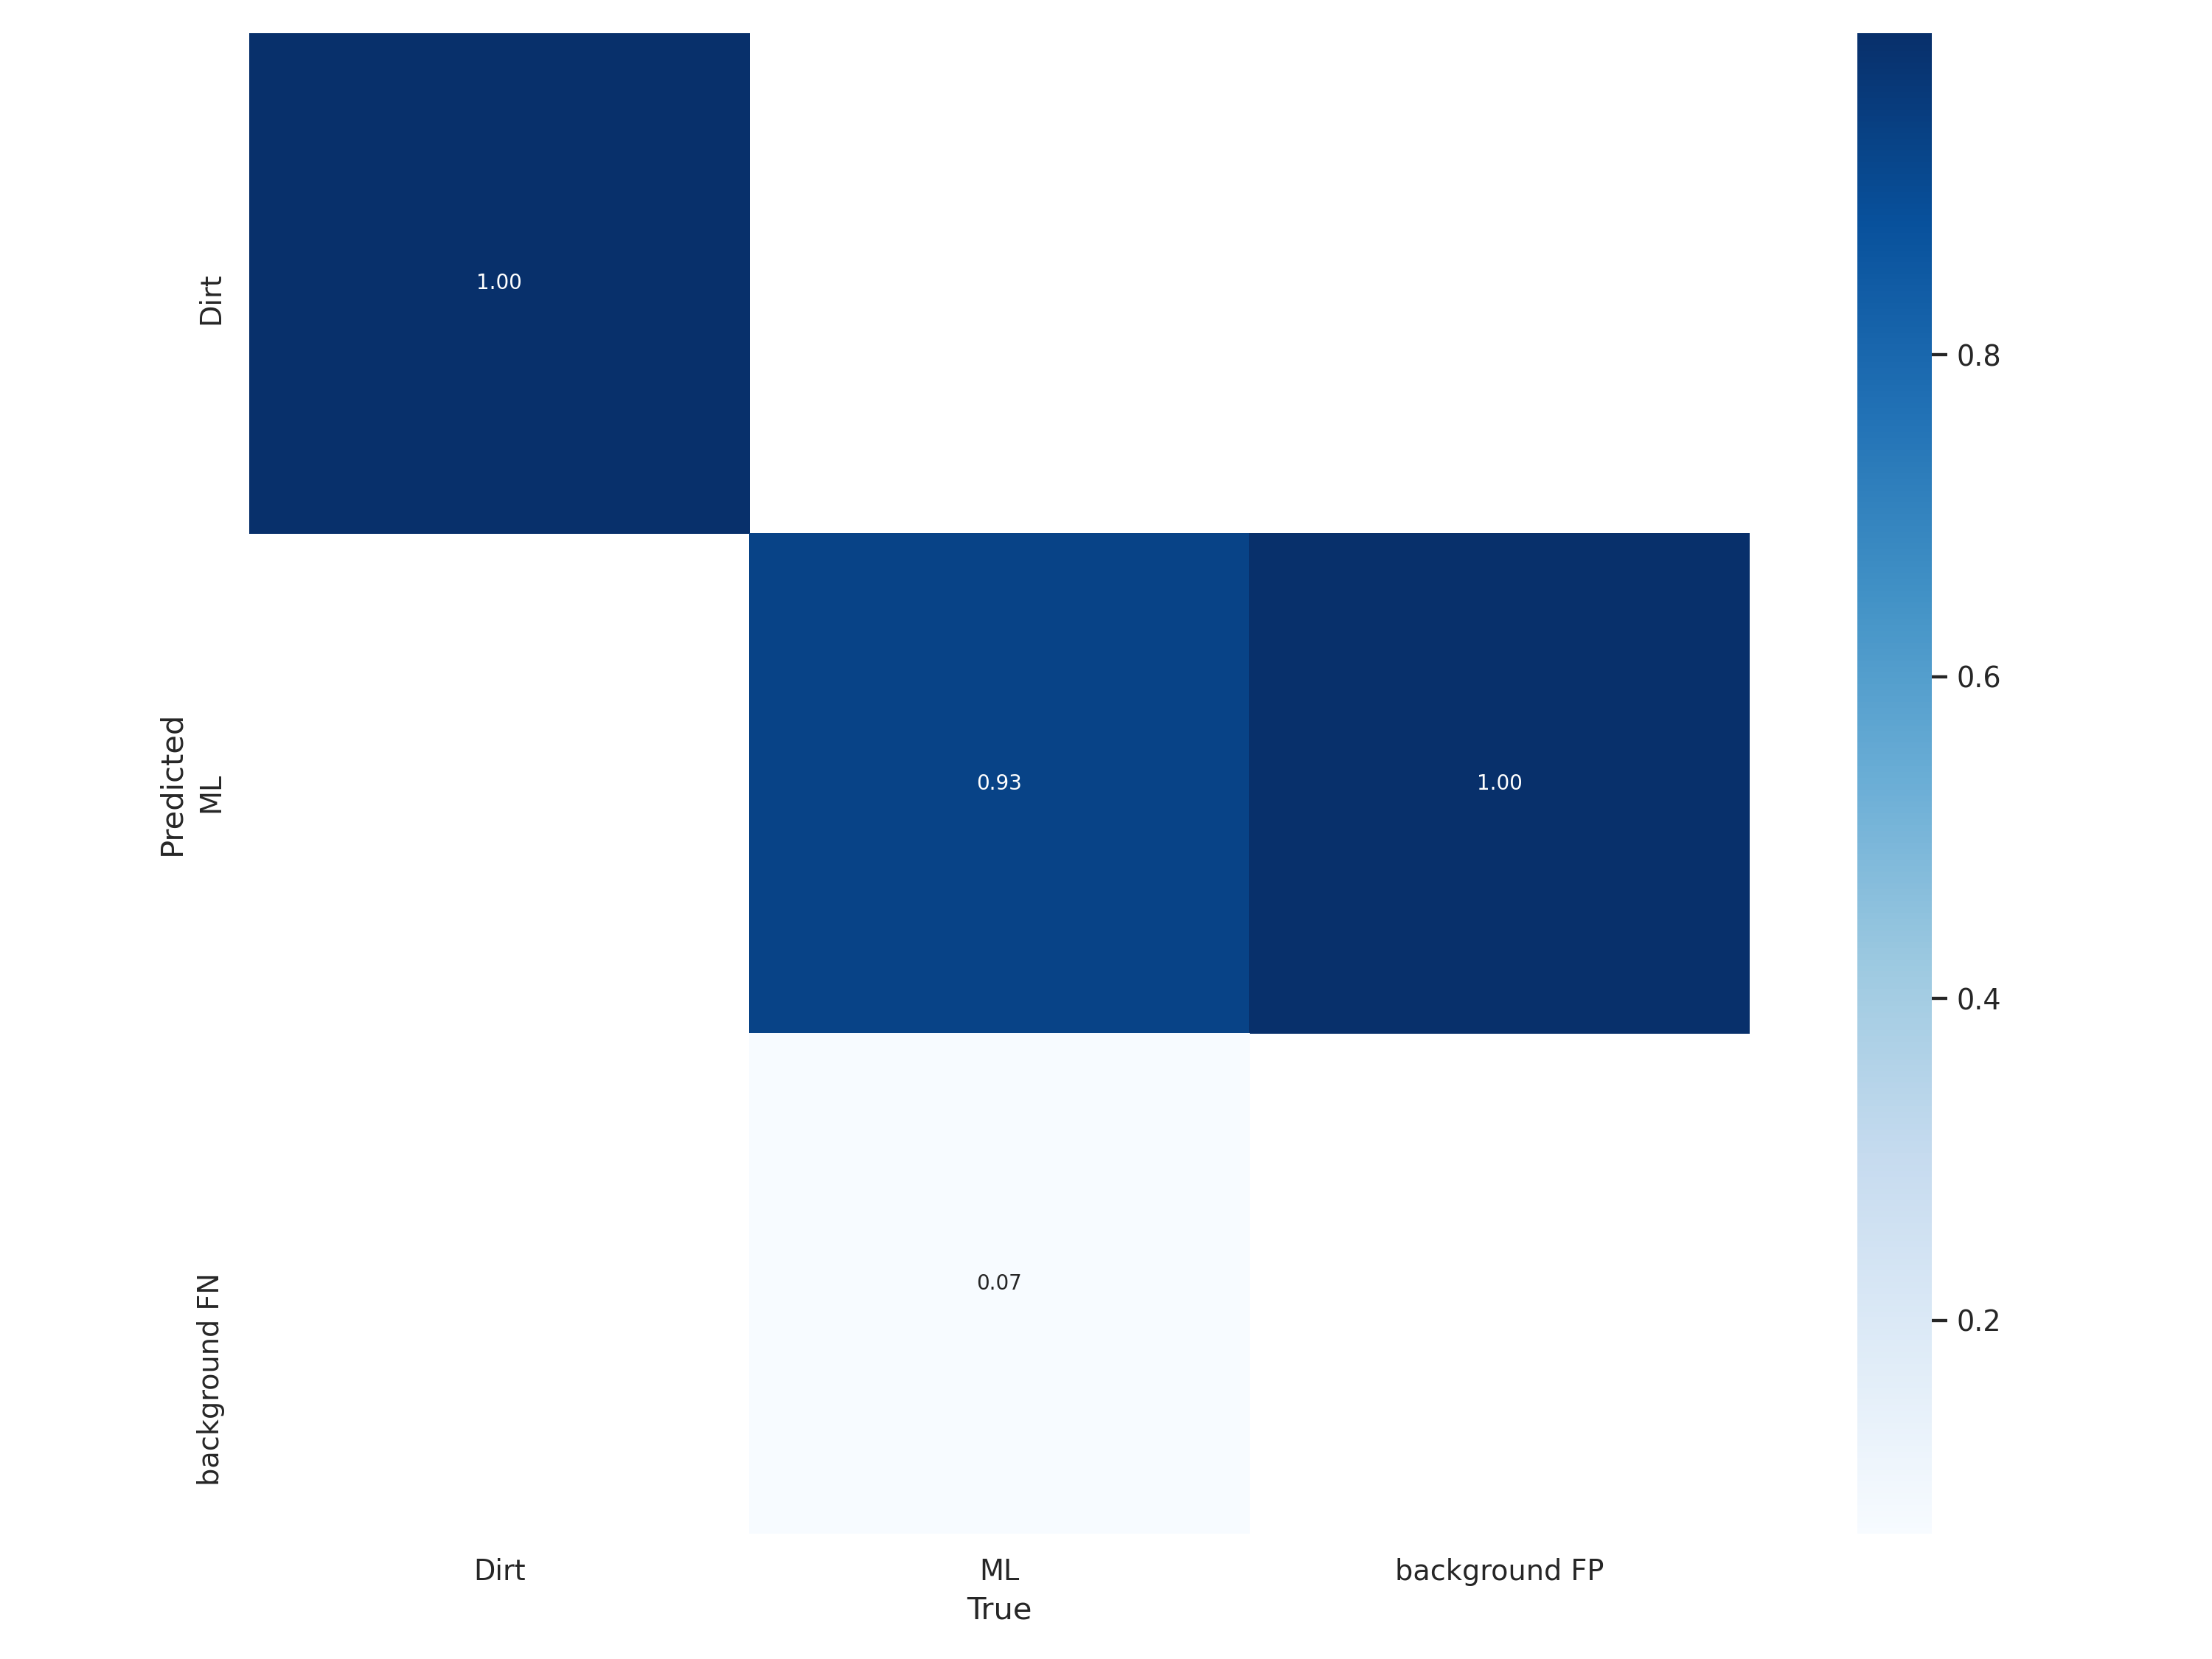 Dirt
1.00
0.8
0.6
Predicted
ML
0.93
1.00
0.4
background FN
0.07
0.2
Dirt
ML
background FP
True